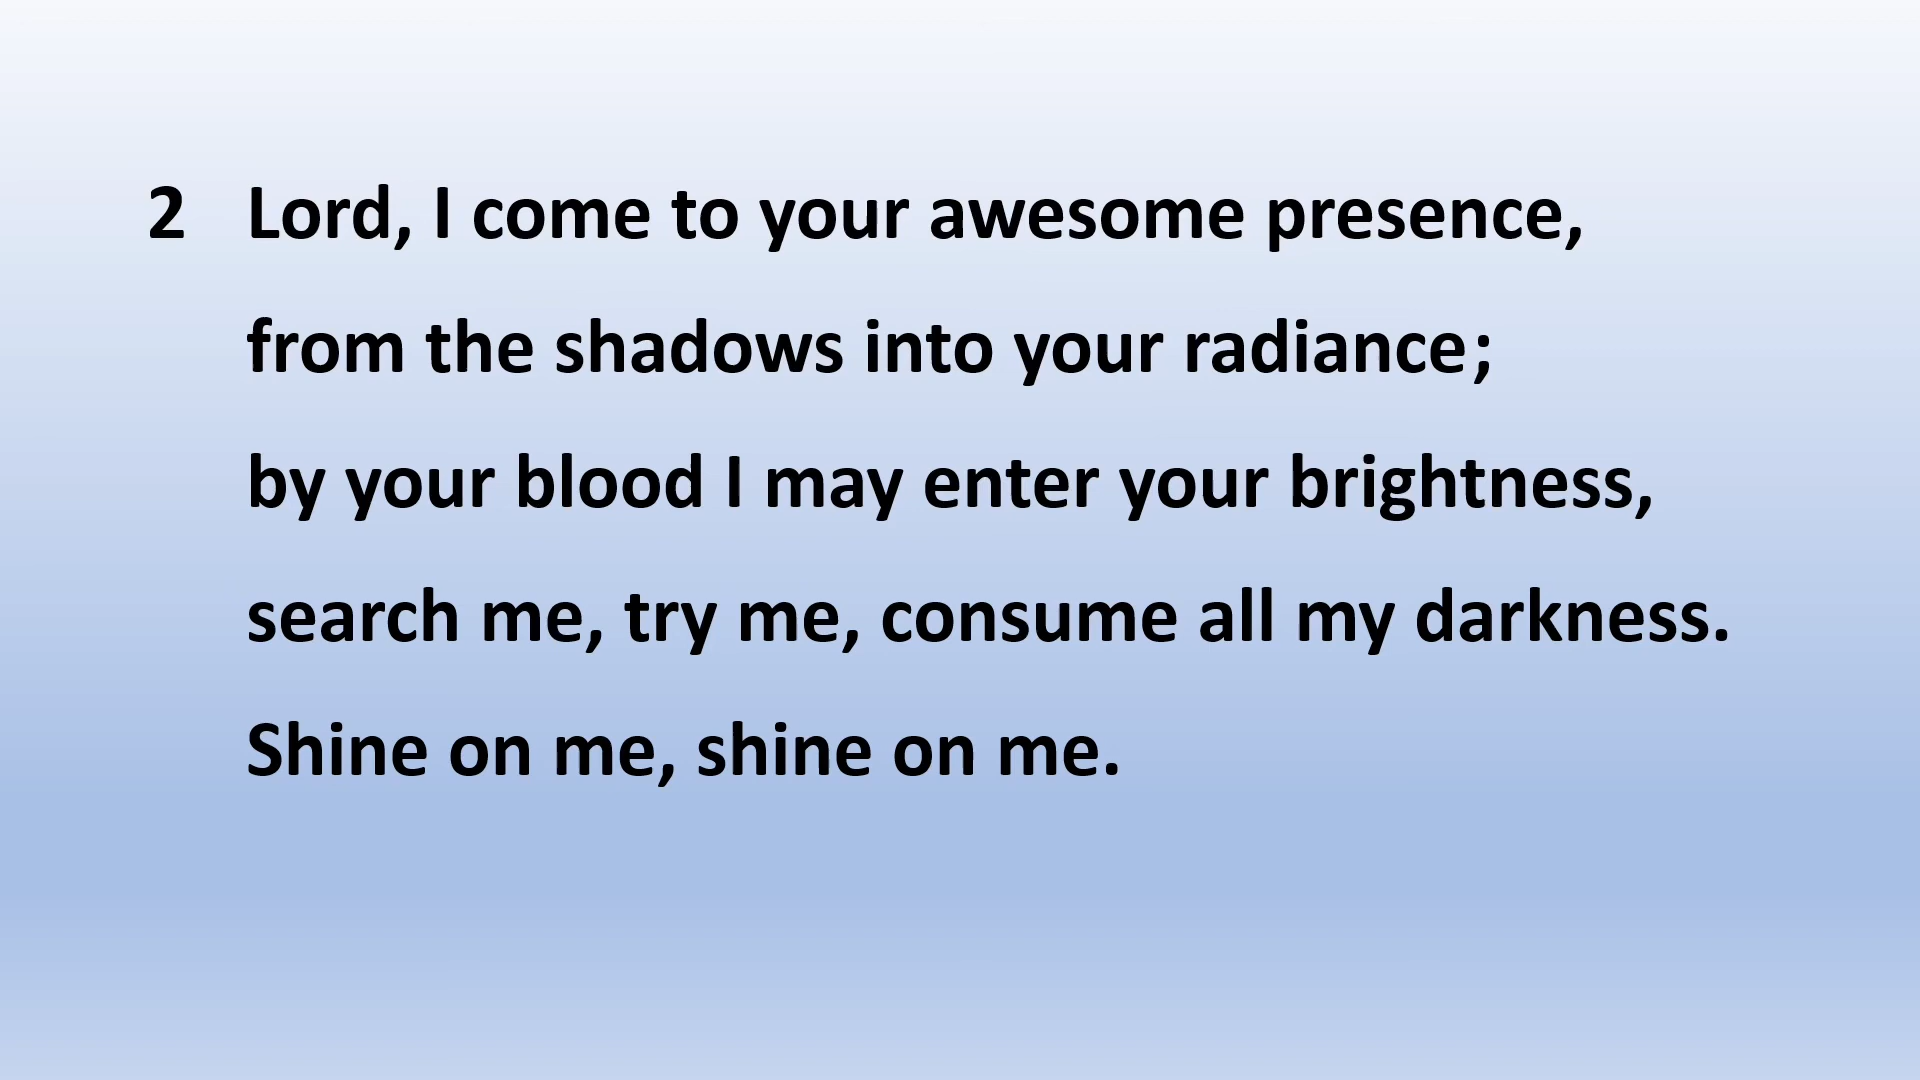 2 Lord, I come to your awesome presence,
from the shadows into your radiance;
by your blood I may enter your brightness,
search me, try me, consume all my darkness.
Shine on me, shine on me.